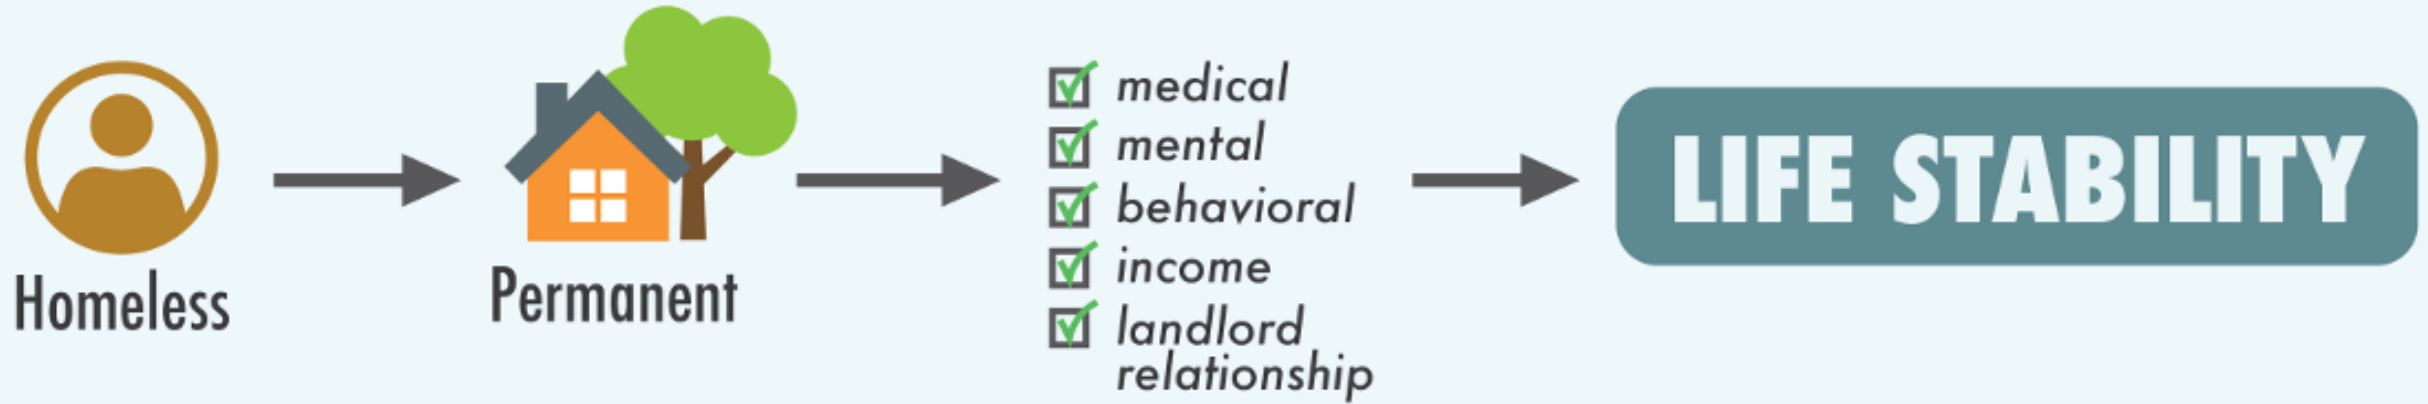 Homeless
Permanent
medical
mental
behavioral
income
landlord
relationship
LIFE STABILITY